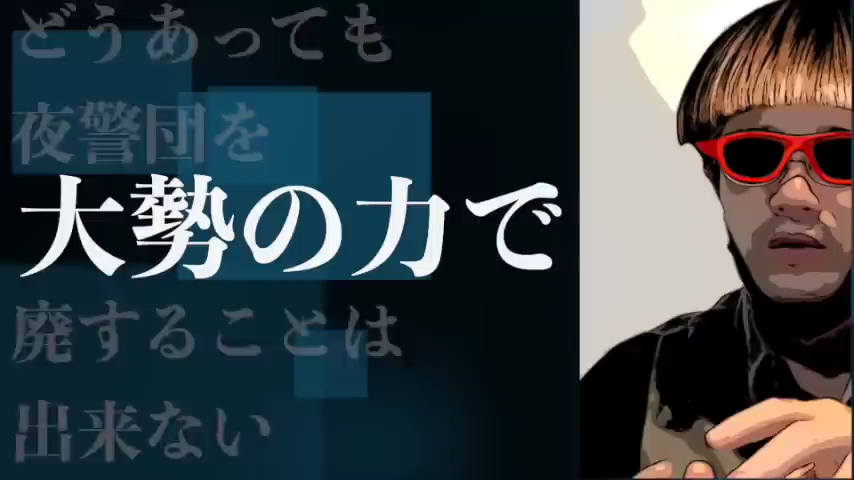 どうあっても
夜警団を
大勢の力で
廃することは
出来ない